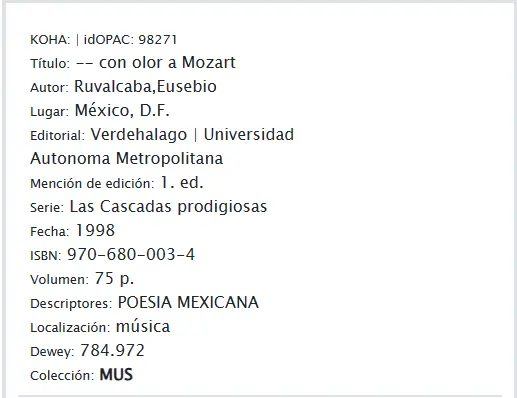 KOHA: | idOPAC: 98271
Título: -- con olor a Mozart
Autor: Ruvalcaba,Eusebio
Lugar: México, D.F.
Editorial: Verdehalago | Universidad
Autonoma Metropolitana
Mención de edición: 1. ed.
Serie: Las Cascadas prodigiosas
Fecha: 1998
ISBN: 970-680-003-4
Volumen: 75 p.
Descriptores: POESIA MEXICANA
Localización: música
Dewey: 784.972
Colección: MUS